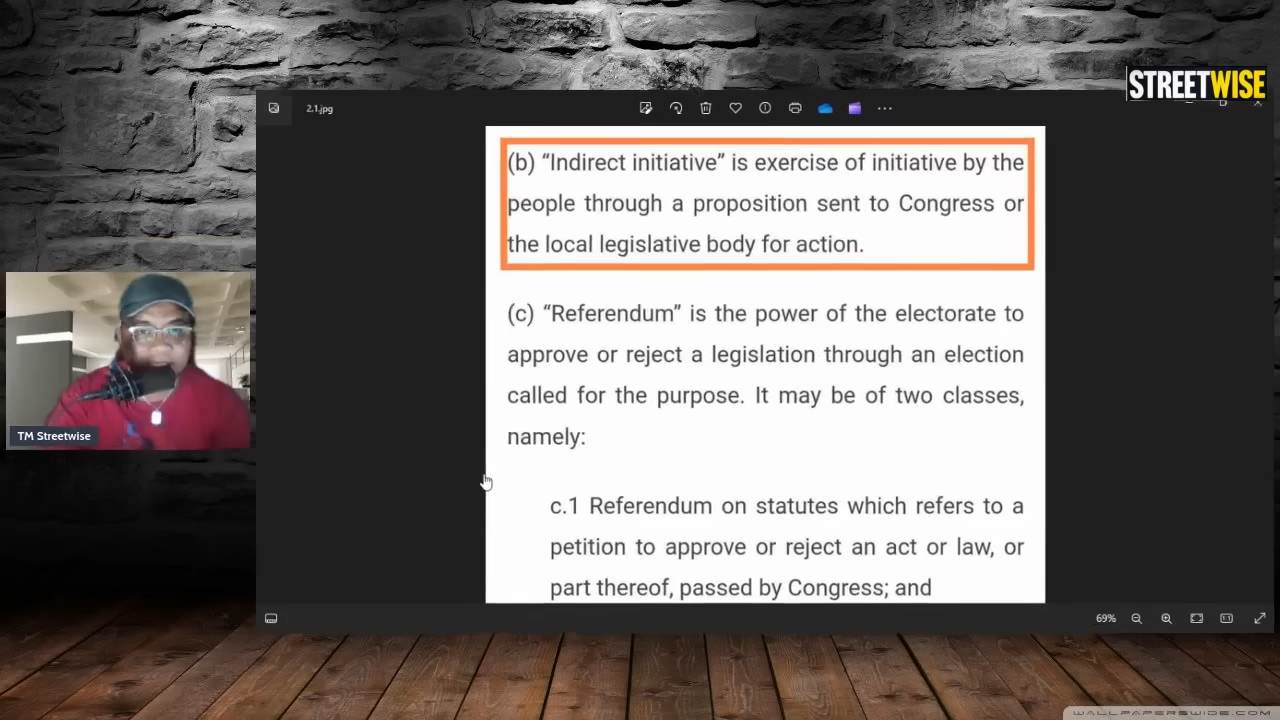 STREETWISE
2.1.jpg
(b) “Indirect initiative” is exercise of initiative by the
people through a proposition sent to Congress or
the local legislative body for action.
(c) “Referendum” is the power of the electorate to
approve or reject a legislation through an election
called for the purpose. It may be of two classes,
namely:
c.1 Referendum on statutes which refers to a
petition to approve or reject an act or law, or
part thereof, passed by Congress; and
TM Streetwise
69%
WALLPAPERSWIDE.COM